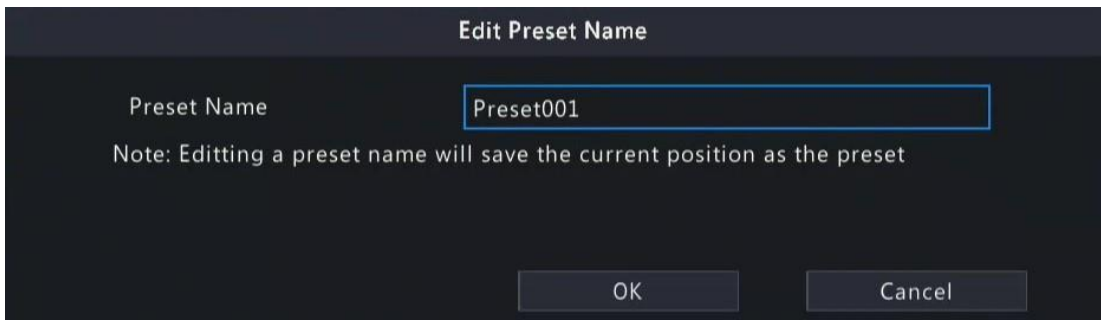 Edit Preset Name
Preset Name
Preset001
Note: Editting a preset name will save the current position as the preset
OK
Cancel